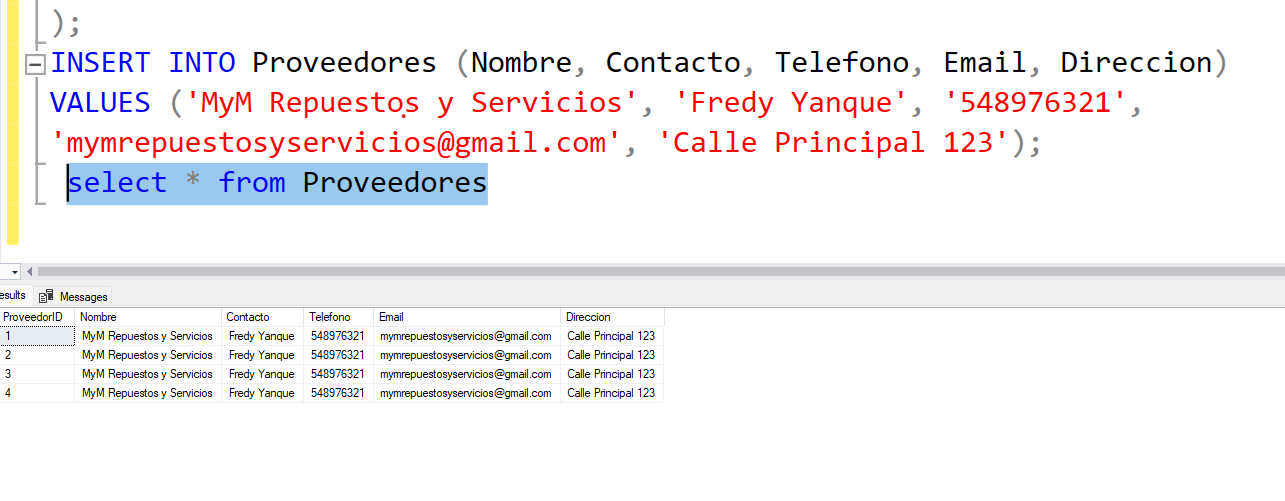 );
INSERT INTO Proveedores (Nombre, Contacto, Telefono, Email, Direccion)
VALUES ('MyM Repuestos y Servicios', 'Fredy Yanque', '548976321',
'mymrepuestosyservicios@gmail.com', 'Calle Principal 123');
select * from Proveedores
esults Messages
ProveedorID Nombre Contacto Telefono Email Direccion
1 MyM Repuestos y Servicios Fredy Yanque 548976321 mymrepuestosyservicios@gmail.com Calle Principal 123
2 MyM Repuestos y Servicios Fredy Yanque 548976321 mymrepuestosyservicios@gmail.com Calle Principal 123
3 MyM Repuestos y Servicios Fredy Yanque 548976321 mymrepuestosyservicios@gmail.com Calle Principal 123
4 MyM Repuestos y Servicios Fredy Yanque 548976321 mymrepuestosyservicios@gmail.com Calle Principal 123